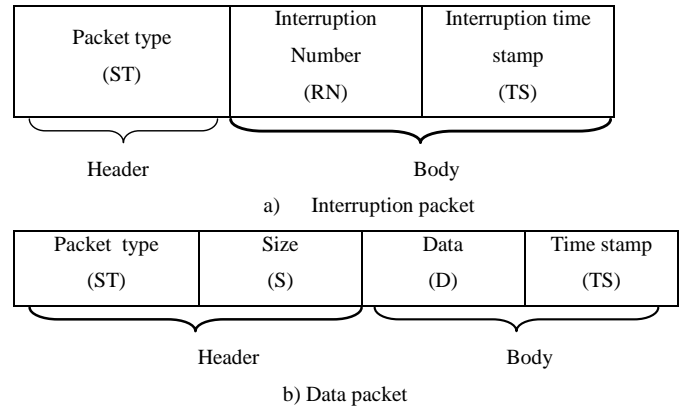 Packet type
(ST)
Interruption
Number
(RN)
Interruption time
stamp
(TS)
Header
Body
a) Interruption packet
Packet type
(ST)
Size
(S)
Data
(D)
Time stamp
(TS)
Header
Body
b) Data packet